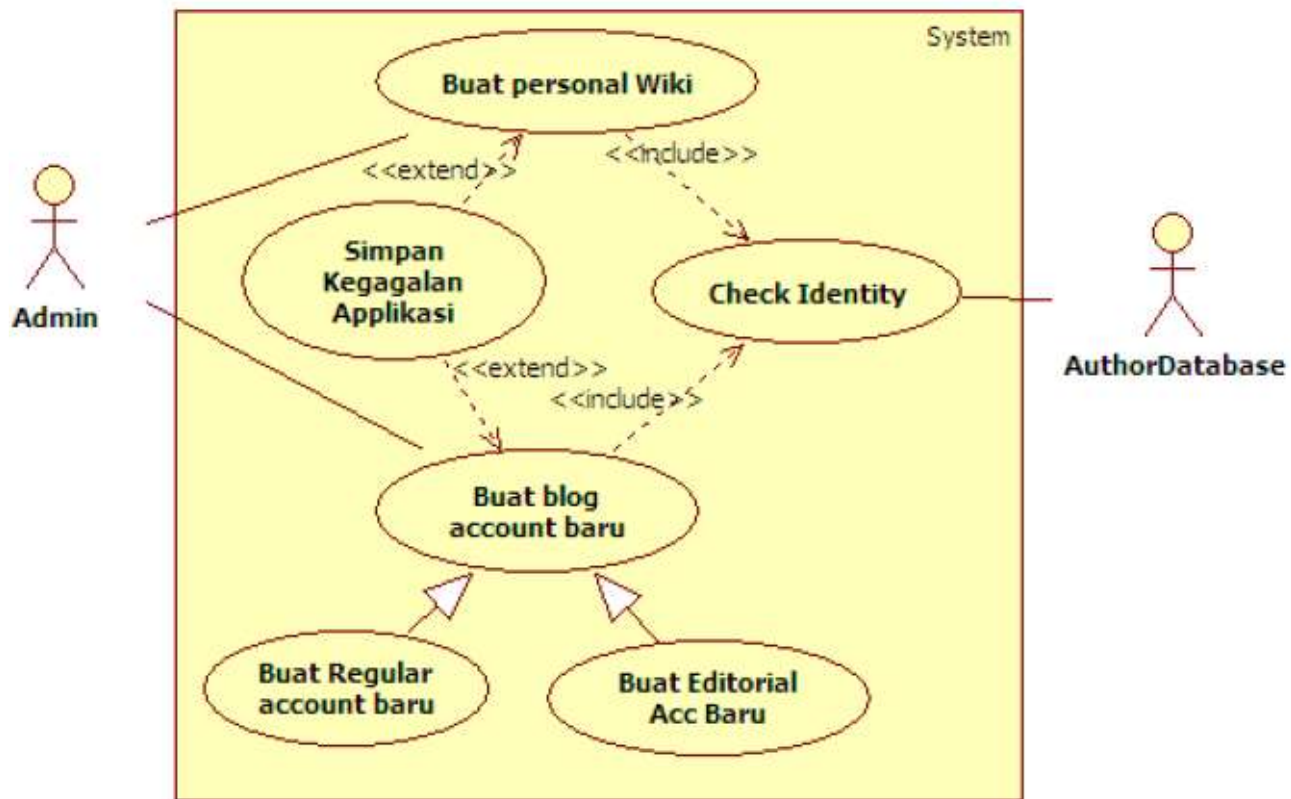 System
Buat personal Wiki
<<extend>>
<<include>>
Simpan
Kegagalan
Applikasi
Check Identity
Admin
AuthorDatabase
<<extend>>
<<include>>
Buat blog
account baru
Buat Regular
account baru
Buat Editorial
Acc Baru